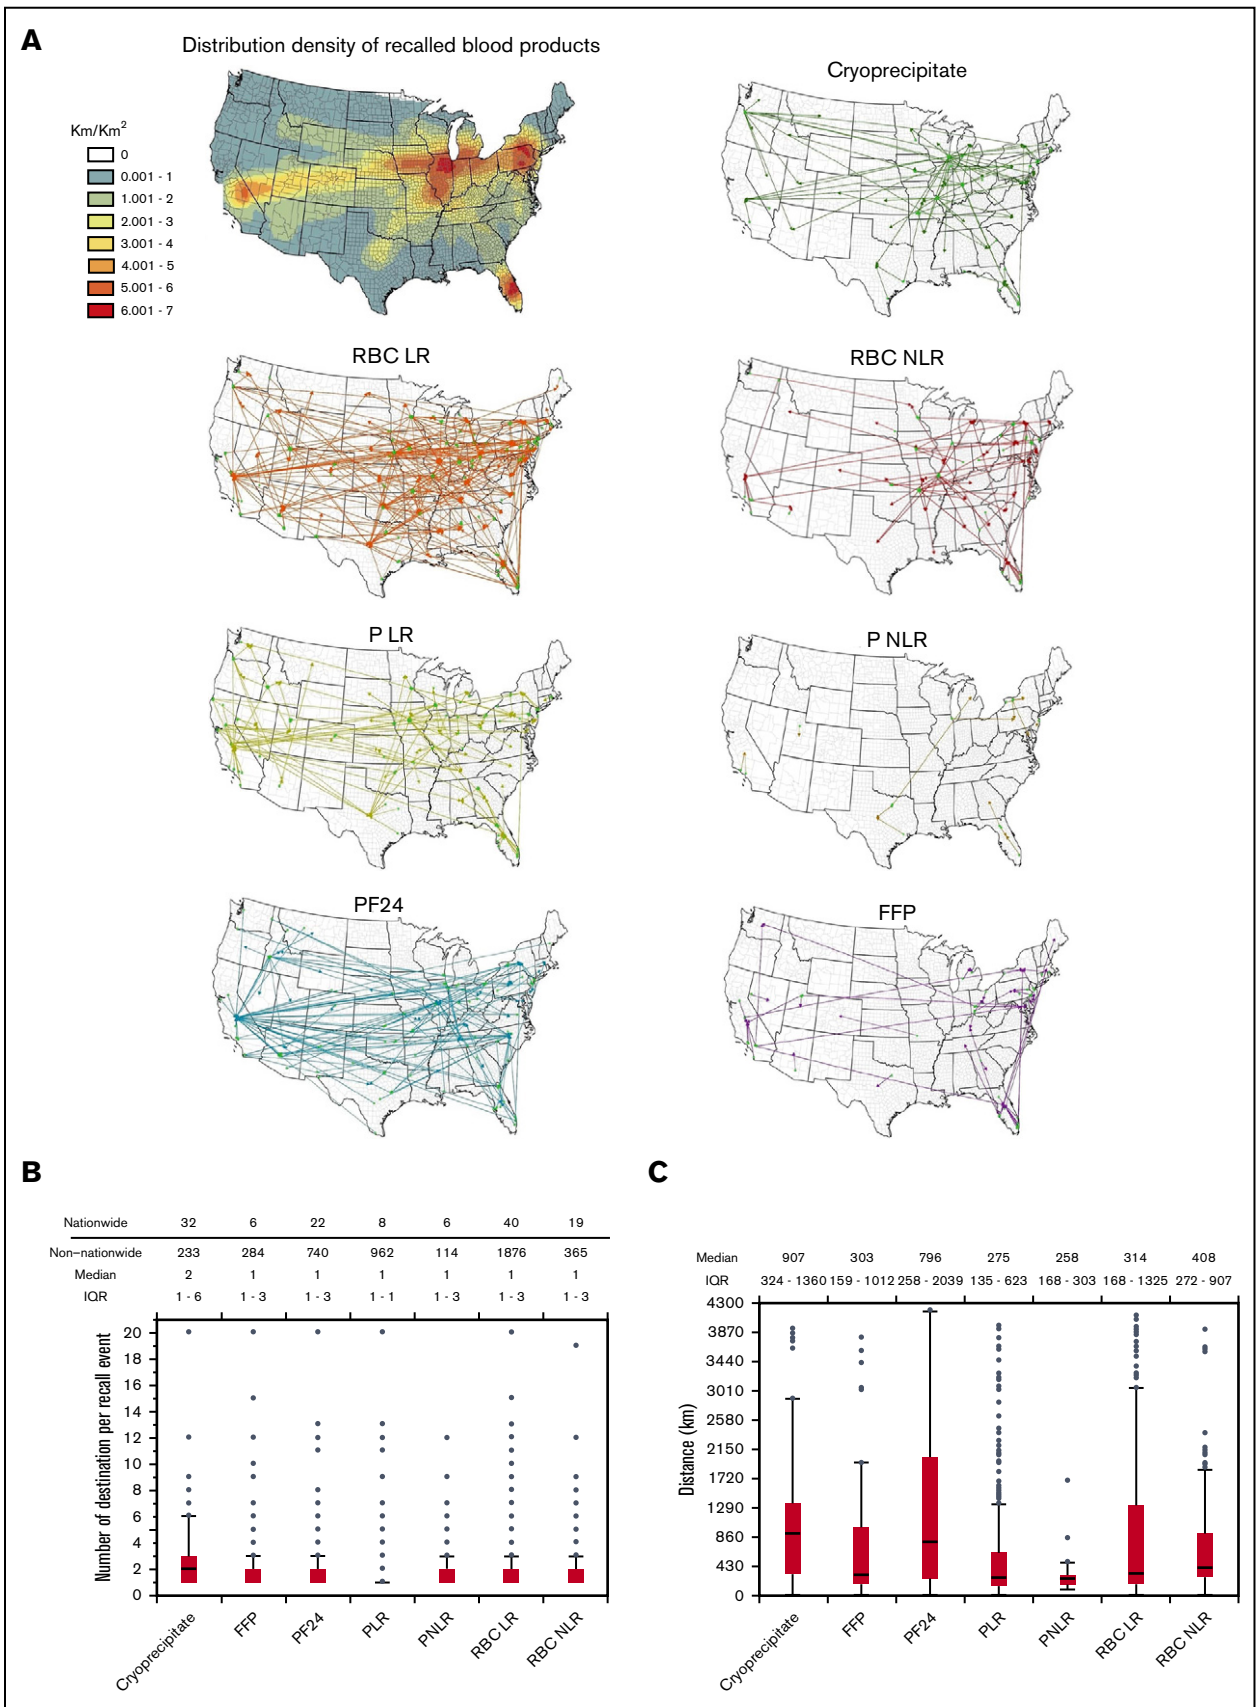 A
Distribution density of recalled blood products
Km/Km2
0
0.001 - 1
1.001 - 2
2.001 - 3
3.001 - 4
4.001 - 5
5.001 - 6
6.001 - 7
Cryoprecipitate
RBC LR
RBC NLR
P LR
P NLR
PF24
FFP
B
Nationwide 32 6 22 8 6 40 19
Non–nationwide 233 284 740 962 114 1876 365
Median 2 1 1 1 1 1 1
IQR 1 - 6 1 - 3 1 - 3 1 - 1 1 - 3 1 - 3 1 - 3
Number of destination per recall event
20
18
16
14
12
10
8
6
4
2
0
Cryoprecipitate FFP PF24 PLR PNLR RBC LR RBC NLR
C
Median 907 303 796 275 258 314 408
IQR 324 - 1360 159 - 1012 258 - 2039 135 - 623 168 - 303 168 - 1325 272 - 907
Distance (km)
4300
3870
3440
3010
2580
2150
1720
1290
860
430
0
Cryoprecipitate FFP PF24 PLR PNLR RBC LR RBC NLR